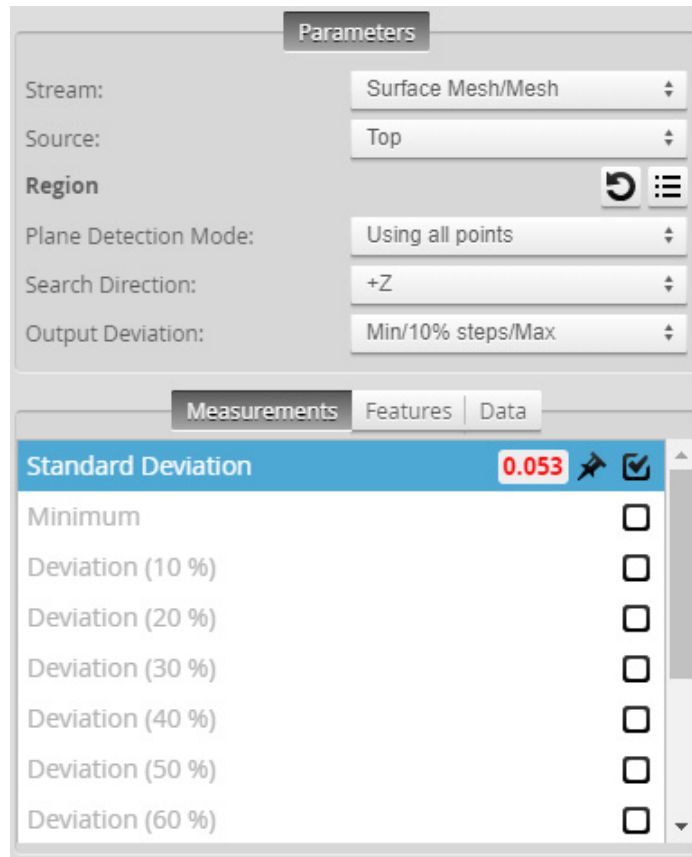 Parameters
Stream: Surface Mesh/Mesh
Source: Top
Region
Plane Detection Mode: Using all points
Search Direction: +Z
Output Deviation: Min/10% steps/Max
Measurements Features Data
Standard Deviation 0.053
Minimum
Deviation (10 %)
Deviation (20 %)
Deviation (30 %)
Deviation (40 %)
Deviation (50 %)
Deviation (60 %)